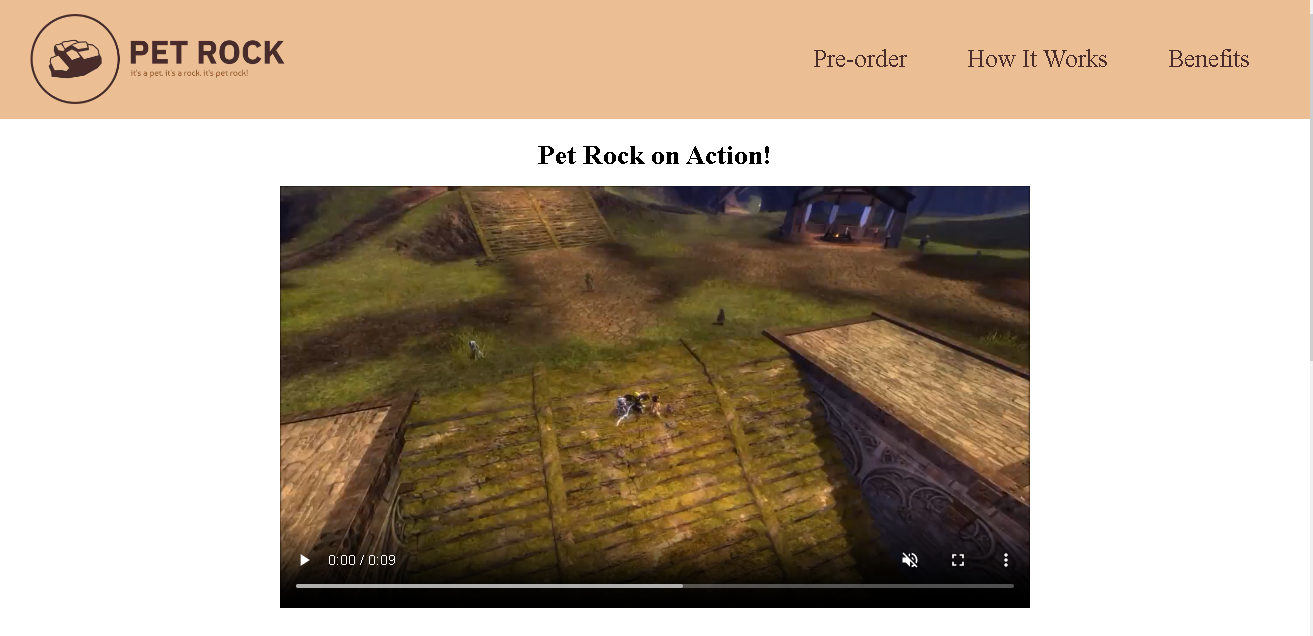 PET ROCK
It's a pet, it's a rock, it's pet rock!
Pre-order
How It Works
Benefits
Pet Rock on Action!
0:00 / 0:09